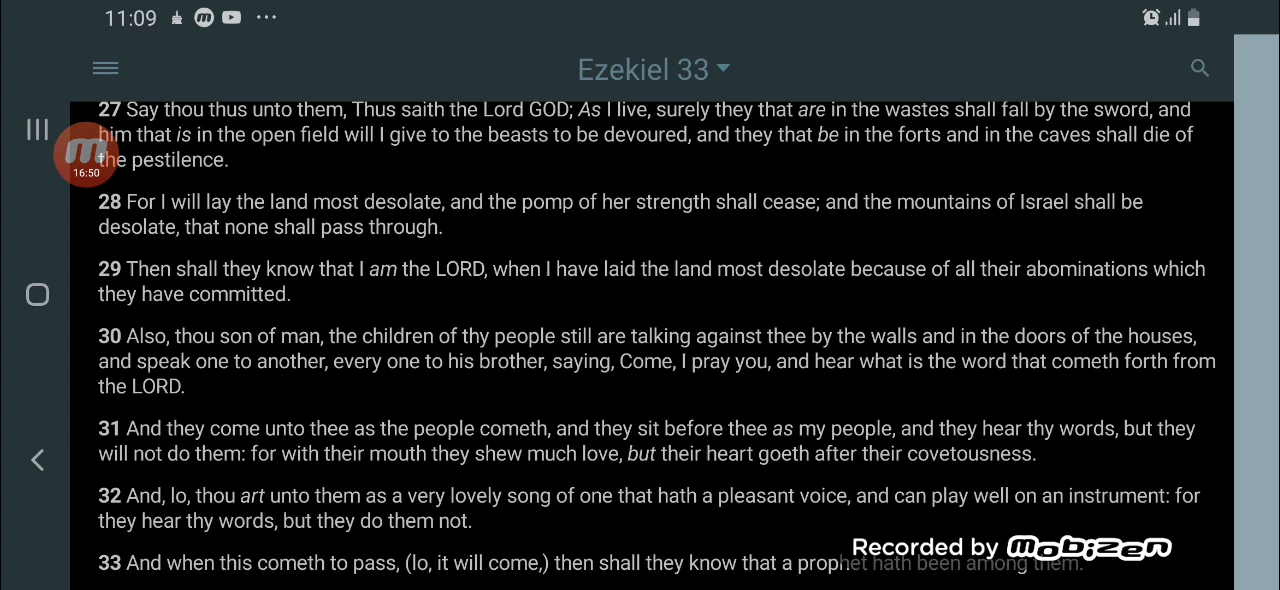 11:09
Ezekiel 33
27 Say thou thus unto them, Thus saith the Lord GOD; As I live, surely they that are in the wastes shall fall by the sword, and
him that is in the open field will I give to the beasts to be devoured, and they that be in the forts and in the caves shall die of
the pestilence.
m
16:50
28 For I will lay the land most desolate, and the pomp of her strength shall cease; and the mountains of Israel shall be
desolate, that none shall pass through.
29 Then shall they know that I am the LORD, when I have laid the land most desolate because of all their abominations which
they have committed.
30 Also, thou son of man, the children of thy people still are talking against thee by the walls and in the doors of the houses,
and speak one to another, every one to his brother, saying, Come, I pray you, and hear what is the word that cometh forth from
the LORD.
31 And they come unto thee as the people cometh, and they sit before thee as my people, and they hear thy words, but they
will not do them: for with their mouth they shew much love, but their heart goeth after their covetousness.
32 And, lo, thou art unto them as a very lovely song of one that hath a pleasant voice, and can play well on an instrument: for
they hear thy words, but they do them not.
Recorded by mobizen
33 And when this cometh to pass, (lo, it will come,) then shall they know that a prophet hath been among them.